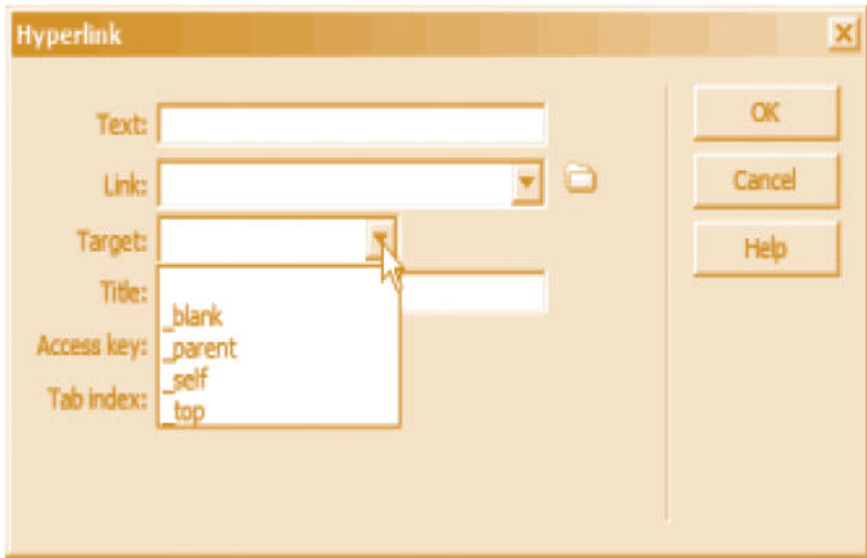 Hyperlink
Text:
OK
Link:
Cancel
Target:
Help
Title:
_blank
Access key:
_parent
_self
Tab index:
_top